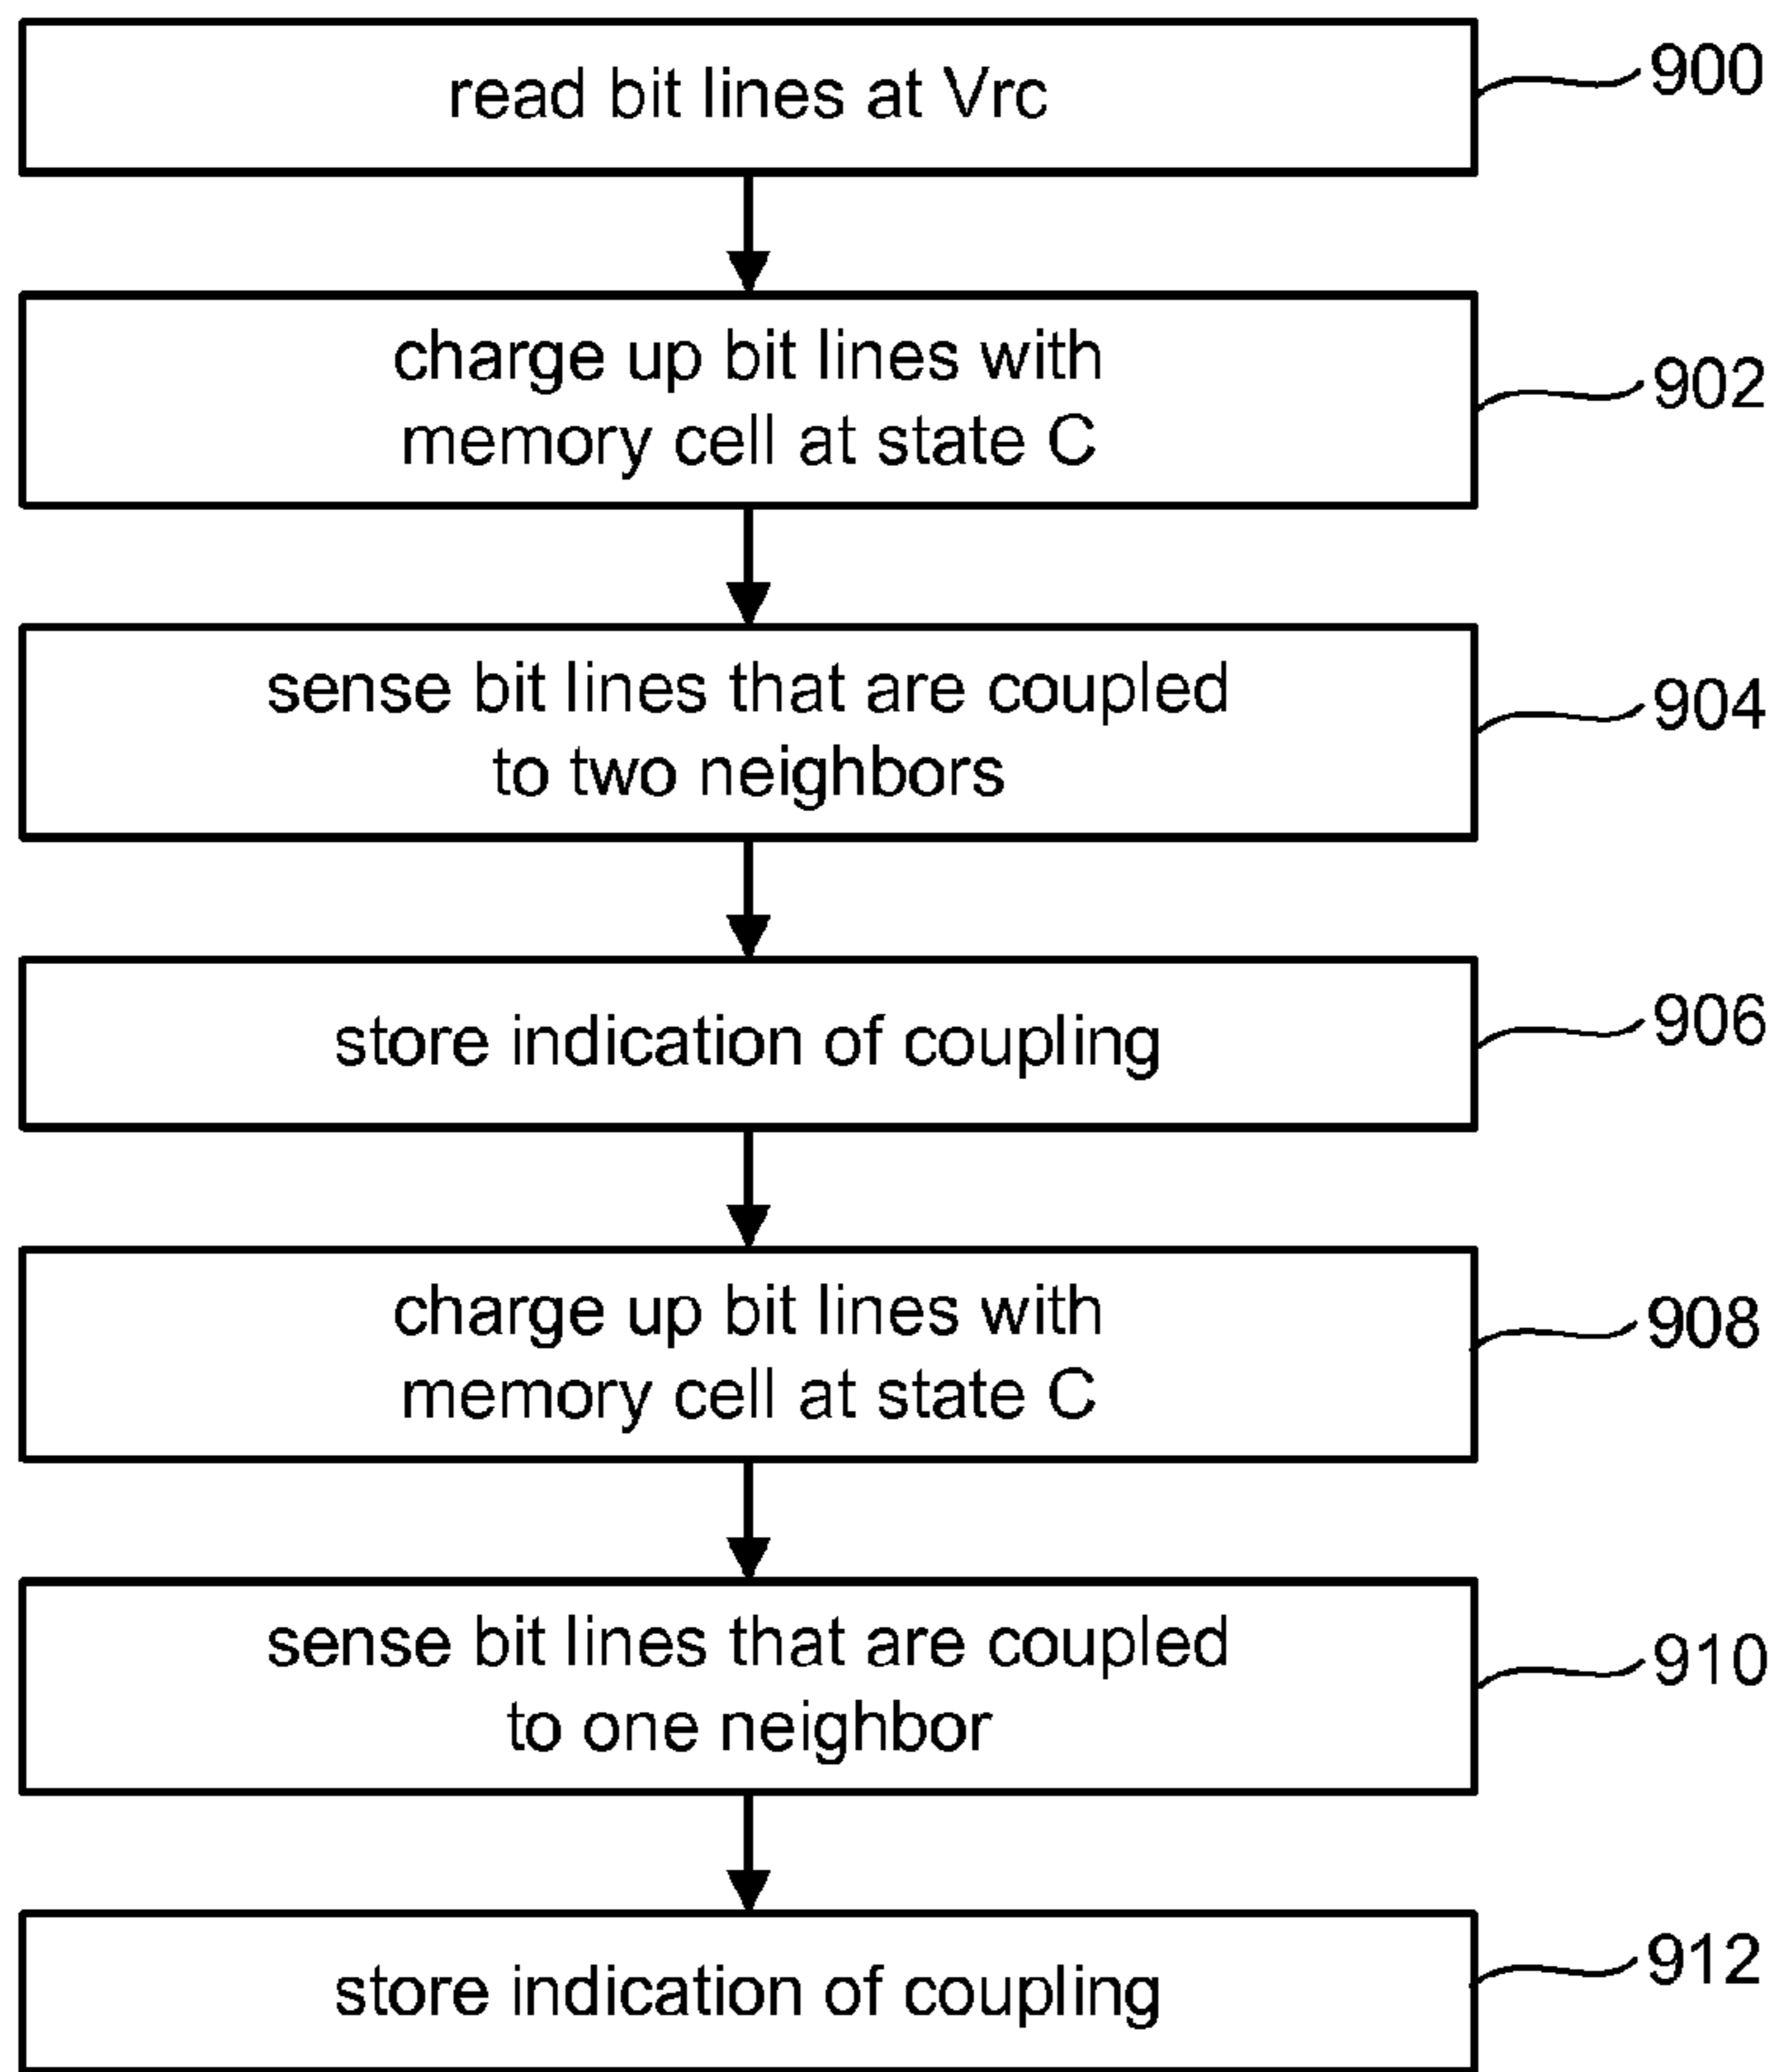 read bit lines at Vrc
900
charge up bit lines with
memory cell at state C
902
sense bit lines that are coupled
to two neighbors
904
store indication of coupling
906
charge up bit lines with
memory cell at state C
908
sense bit lines that are coupled
to one neighbor
910
store indication of coupling
912